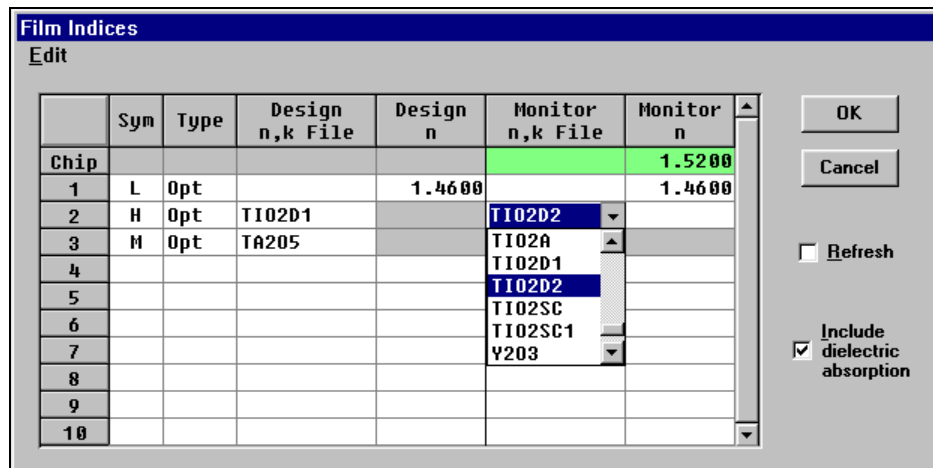 Film Indices
Edit
Sym Type Design n,k File Design n Monitor n,k File Monitor n
Chip 1.5200
1 L Opt 1.4600 1.4600
2 H Opt TIO2D1 TIO2D2
3 M Opt TA2O5
4
5
6
7
8
9
10
TIO2A
TIO2D1
TIO2D2
TIO2SC
TIO2SC1
Y2O3
OK
Cancel
Refresh
Include
dielectric
absorption